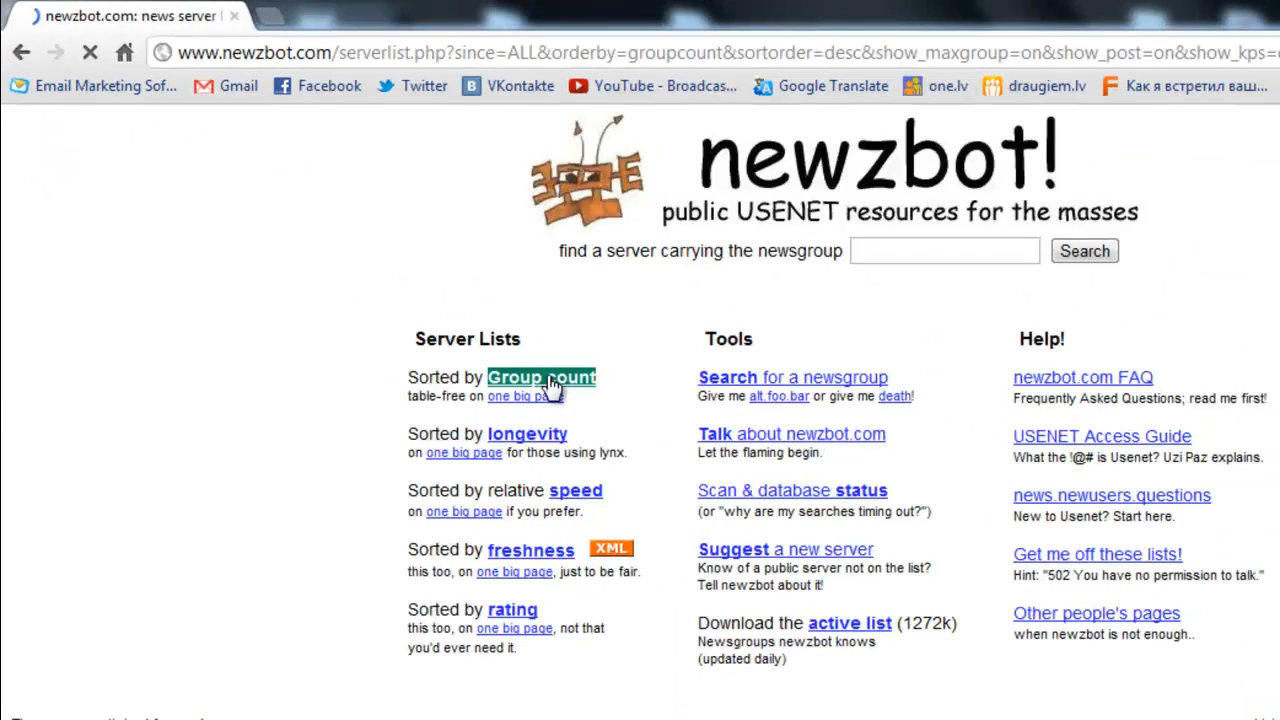 newzbot.com: news server
www.newzbot.com/serverlist.php?since=ALL&orderby=groupcount&sortorder=desc&show_maxgroup=on&show_post=on&show_kps=
Email Marketing Sof... Gmail Facebook Twitter VKontakte YouTube - Broadcas... Google Translate one.lv draugiem.lv Как я встретил ваш...
newzbot!
public USENET resources for the masses
find a server carrying the newsgroup Search
Server Lists
Sorted by Group count
table-free on one big
Sorted by longevity
on one big page for those using lynx.
Sorted by relative speed
on one big page if you prefer.
Sorted by freshness XML
this too, on one big page, just to be fair.
Sorted by rating
this too, on one big page, not that
you'd ever need it.
Tools
Search for a newsgroup
Give me alt.foo.bar or give me death!
Talk about newzbot.com
Let the flaming begin.
Scan & database status
(or "why are my searches timing out?")
Suggest a new server
Know of a public server not on the list?
Tell newzbot about it!
Download the active list (1272k)
Newsgroups newzbot knows
(updated daily)
Help!
newzbot.com FAQ
Frequently Asked Questions; read me first!
USENET Access Guide
What the !@# is Usenet? Uzi Paz explains.
news.newusers.questions
New to Usenet? Start here.
Get me off these lists!
Hint: "502 You have no permission to talk."
Other people's pages
when newzbot is not enough..